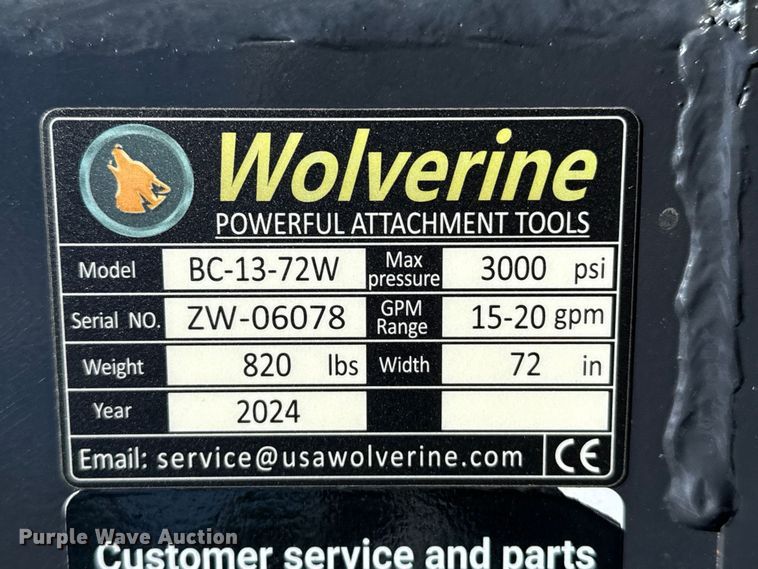 Wolverine
POWERFUL ATTACHMENT TOOLS
Model BC-13-72W Max pressure 3000 psi
Serial NO. ZW-06078 GPM Range 15-20 gpm
Weight 820 lbs Width 72 in
Year 2024
Email: service@usawolverine.com CE
Customer service and parts
Purple Wave Auction